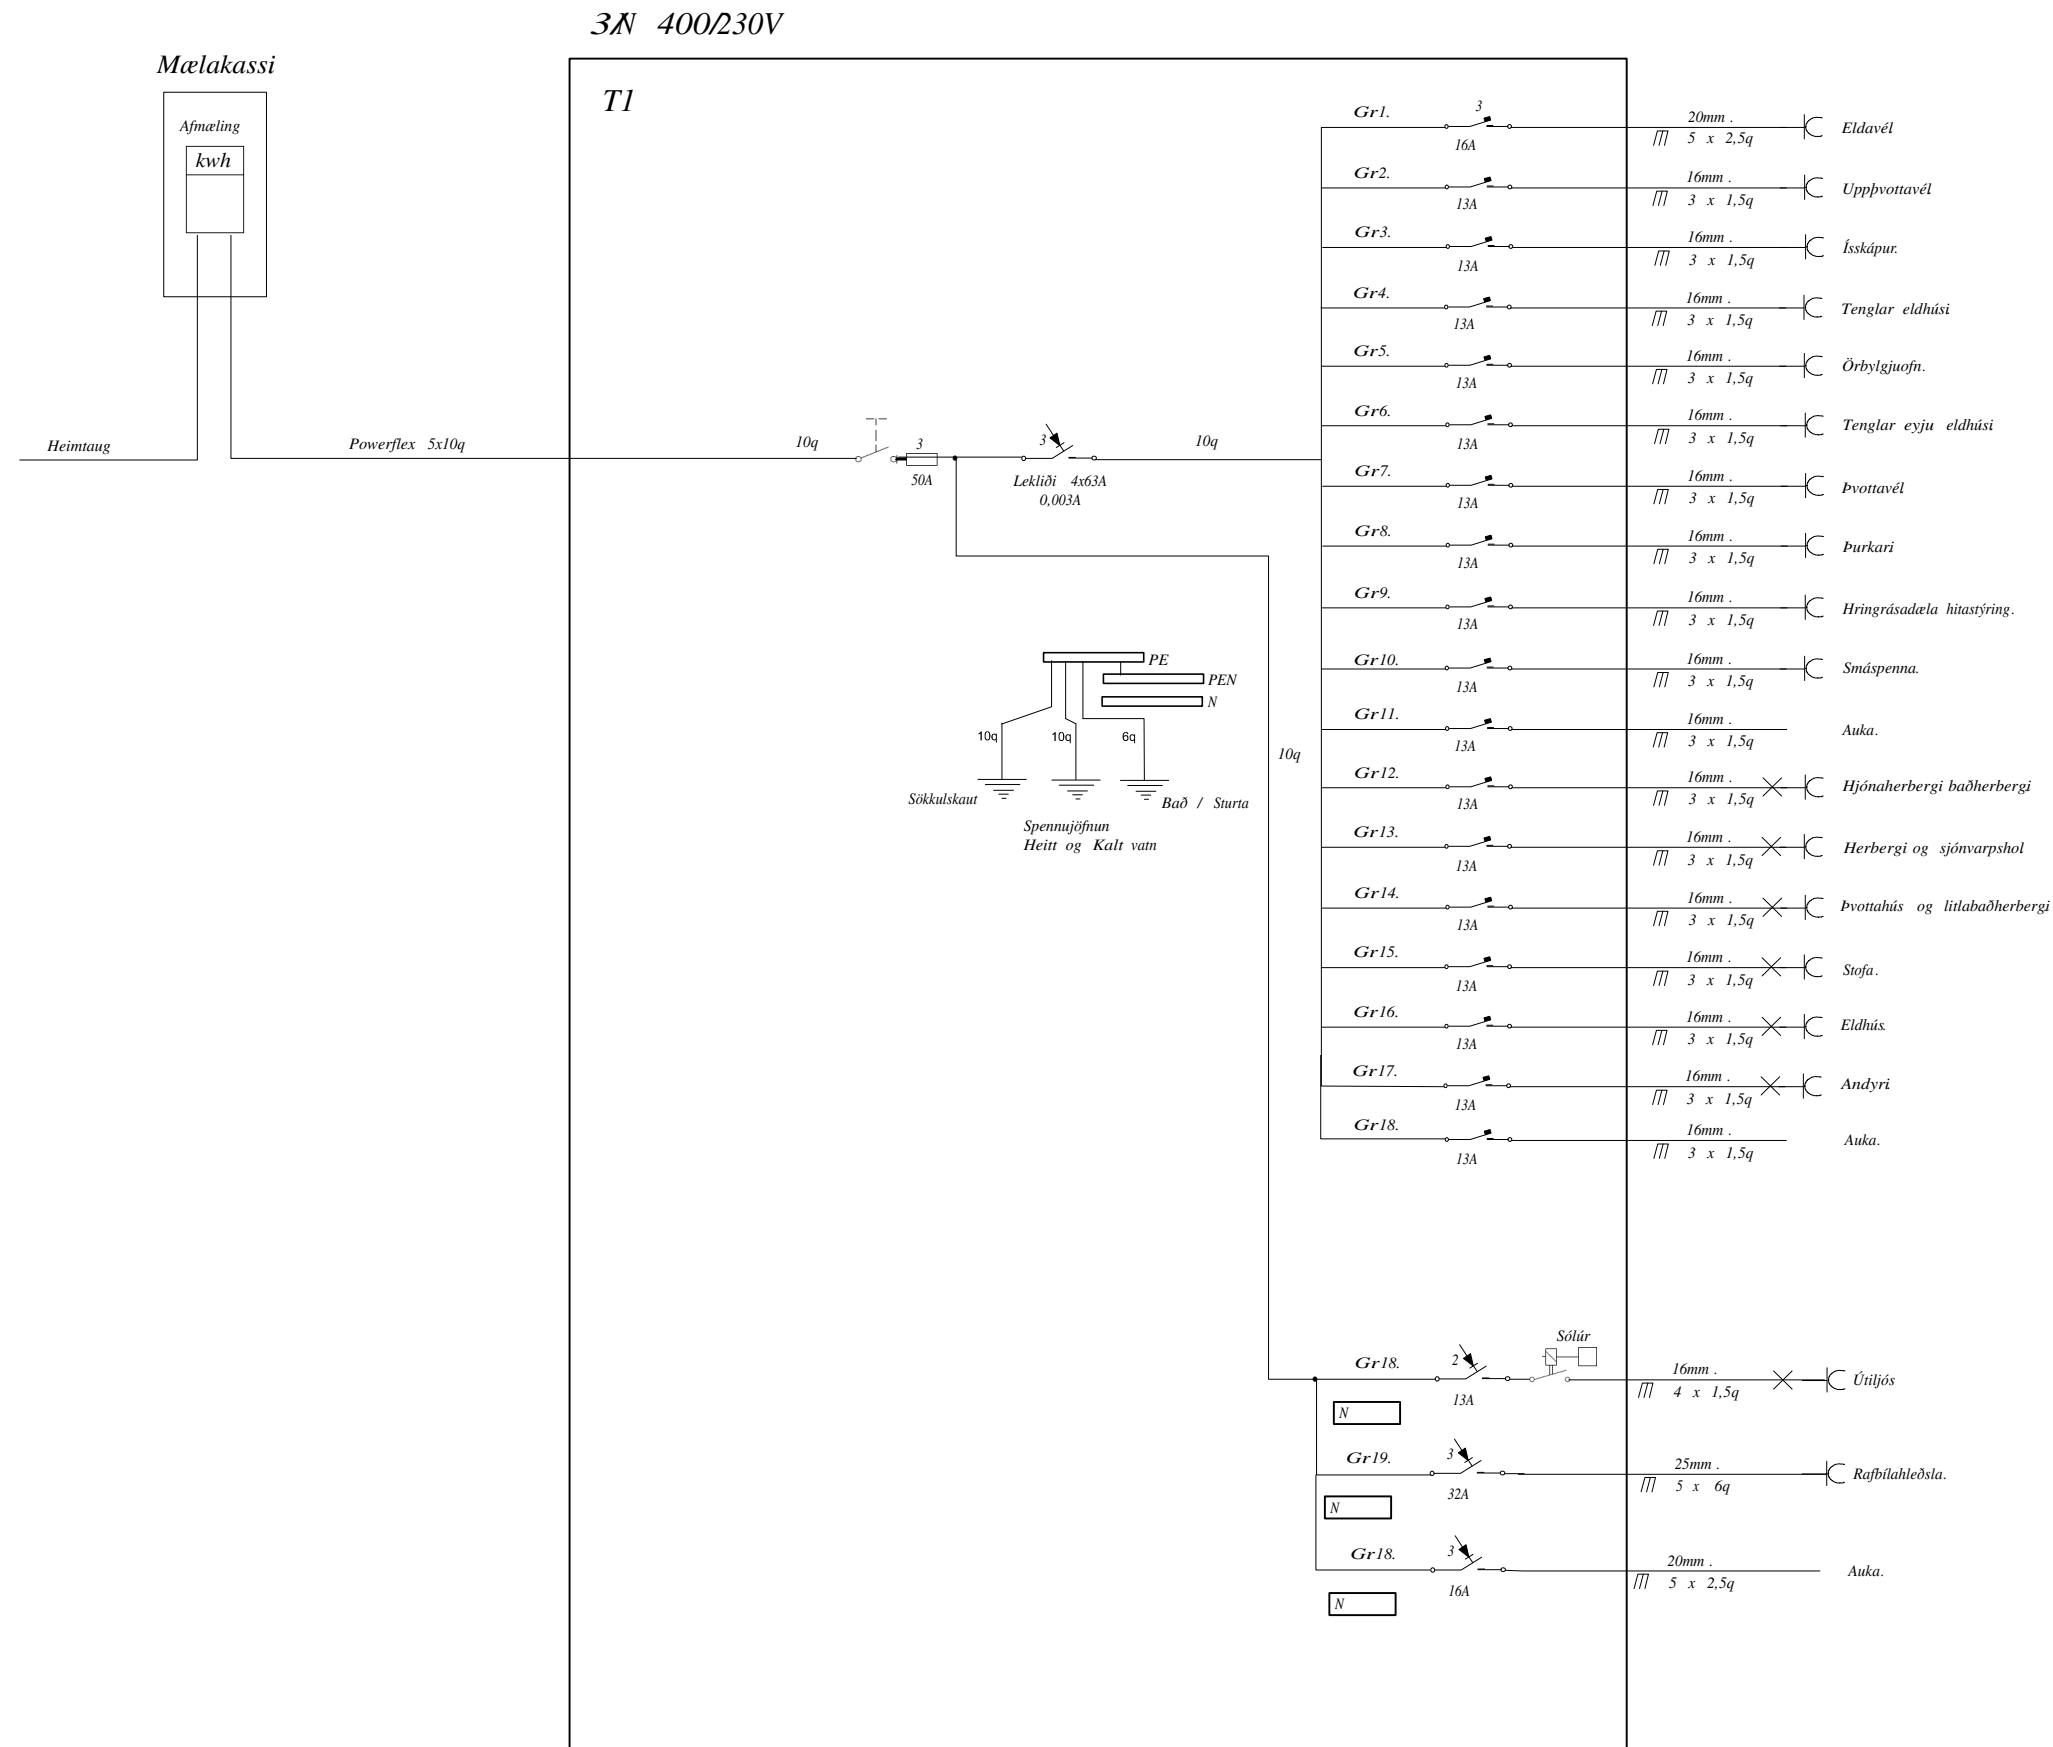 3/N 400/230V
Mælakassi
Afmæling
kwh
T1
Heimtaug
Powerflex 5x10q
10q
3
50A
3
Lekliði 4x63A
0,003A
10q
PE
PEN
N
10q
10q
6q
Sökkulskaut
Spennujöfnun
Heitt og Kalt vatn
Bað / Sturta
10q
Gr1.
3
16A
20mm .
5 x 2,5q
Eldavél
Gr2.
13A
16mm .
3 x 1,5q
Uppþvottavél
Gr3.
13A
16mm .
3 x 1,5q
Ísskápur.
Gr4.
13A
16mm .
3 x 1,5q
Tenglar eldhúsi
Gr5.
13A
16mm .
3 x 1,5q
Örbylgjuofn.
Gr6.
13A
16mm .
3 x 1,5q
Tenglar eyju eldhúsi
Gr7.
13A
16mm .
3 x 1,5q
Þvottavél
Gr8.
13A
16mm .
3 x 1,5q
Þurkari
Gr9.
13A
16mm .
3 x 1,5q
Hringrásadæla hitastýring.
Gr10.
13A
16mm .
3 x 1,5q
Smáspenna.
Gr11.
13A
16mm .
3 x 1,5q
Auka.
Gr12.
13A
16mm .
3 x 1,5q
Hjónaherbergi baðherbergi
Gr13.
13A
16mm .
3 x 1,5q
Herbergi og sjónvarpshol
Gr14.
13A
16mm .
3 x 1,5q
Þvottahús og litlabaðherbergi
Gr15.
13A
16mm .
3 x 1,5q
Stofa.
Gr16.
13A
16mm .
3 x 1,5q
Eldhús.
Gr17.
13A
16mm .
3 x 1,5q
Andyri
Gr18.
13A
16mm .
3 x 1,5q
Auka.
Gr18.
2
13A
Sólúr
16mm .
4 x 1,5q
Útiljós
N
Gr19.
3
32A
25mm .
5 x 6q
Rafbílahleðsla.
N
Gr18.
3
16A
20mm .
5 x 2,5q
Auka.
N